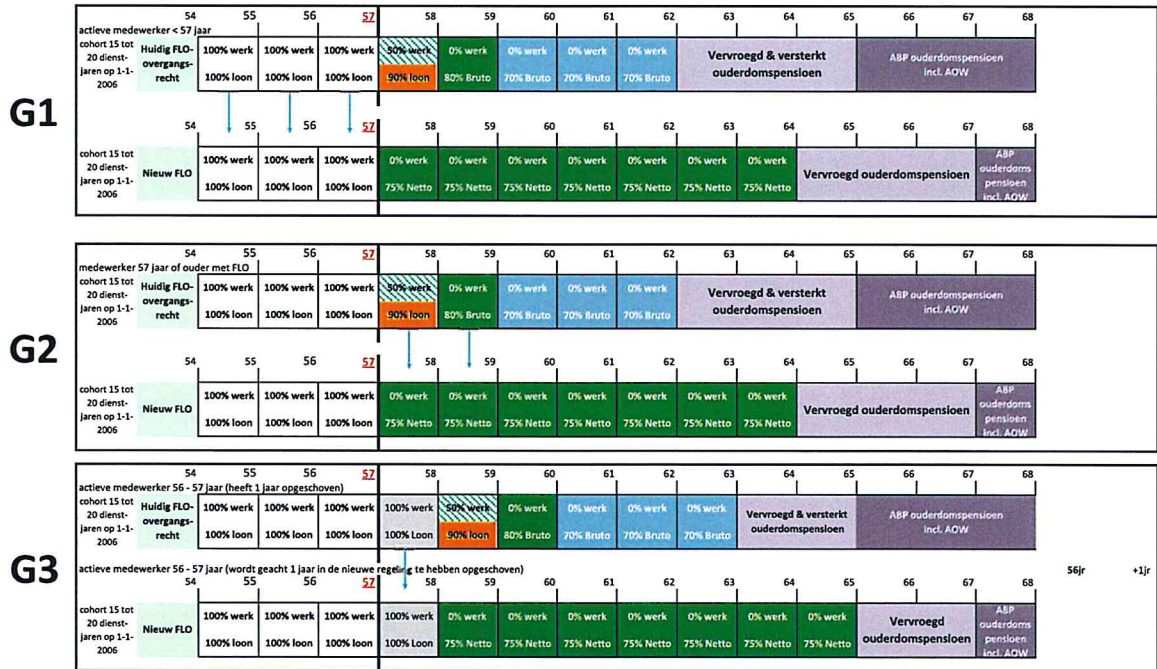 54 55 56 57 58 59 60 61 62 63 64 65 66 67 68
actieve medewerker < 57 jaar
G1
cohort 15 tot 20 dienst-jaren op 1-1-2006
Huidig FLO-overgangs-recht
100% werk 100% werk 100% werk 50% werk 0% werk 0% werk 0% werk 0% werk
100% loon 100% loon 100% loon 90% loon 80% Bruto 70% Bruto 70% Bruto 70% Bruto
Vervroegd & versterkt ouderdomspensioen
ABP ouderdomspensioen incl. AOW
54 55 56 57 58 59 60 61 62 63 64 65 66 67 68
cohort 15 tot 20 dienst-jaren op 1-1-2006
Nieuw FLO
100% werk 100% werk 100% werk 0% werk 0% werk 0% werk 0% werk 0% werk 0% werk 0% werk
100% loon 100% loon 100% loon 75% Netto 75% Netto 75% Netto 75% Netto 75% Netto 75% Netto 75% Netto
Vervroegd ouderdomspensioen
ABP ouderdoms pensioen incl. AOW
54 55 56 57 58 59 60 61 62 63 64 65 66 67 68
medewerker 57 jaar of ouder met FLO
G2
cohort 15 tot 20 dienst-jaren op 1-1-2006
Huidig FLO-overgangs-recht
100% werk 100% werk 100% werk 50% werk 0% werk 0% werk 0% werk 0% werk
100% loon 100% loon 100% loon 90% loon 80% Bruto 70% Bruto 70% Bruto 70% Bruto
Vervroegd & versterkt ouderdomspensioen
ABP ouderdomspensioen incl. AOW
54 55 56 57 58 59 60 61 62 63 64 65 66 67 68
cohort 15 tot 20 dienst-jaren op 1-1-2006
Nieuw FLO
100% werk 100% werk 100% werk 0% werk 0% werk 0% werk 0% werk 0% werk 0% werk 0% werk
100% loon 100% loon 100% loon 75% Netto 75% Netto 75% Netto 75% Netto 75% Netto 75% Netto 75% Netto
Vervroegd ouderdomspensioen
ABP ouderdoms pensioen incl. AOW
54 55 56 57 58 59 60 61 62 63 64 65 66 67 68
actieve medewerker 56 - 57 jaar (heeft 1 jaar opgeschoven)
G3
cohort 15 tot 20 dienst-jaren op 1-1-2006
Huidig FLO-overgangs-recht
100% werk 100% werk 100% werk 100% werk 50% werk 0% werk 0% werk 0% werk 0% werk
100% loon 100% loon 100% loon 100% Loon 90% loon 80% Bruto 70% Bruto 70% Bruto 70% Bruto
Vervroegd & versterkt ouderdomspensioen
ABP ouderdomspensioen incl. AOW
actieve medewerker 56 - 57 jaar (wordt geacht 1 jaar in de nieuwe regeling te hebben opgeschoven)
56jr +1jr
54 55 56 57 58 59 60 61 62 63 64 65 66 67 68
cohort 15 tot 20 dienst-jaren op 1-1-2006
Nieuw FLO
100% werk 100% werk 100% werk 100% werk 0% werk 0% werk 0% werk 0% werk 0% werk 0% werk 0% werk
100% loon 100% loon 100% loon 100% Loon 75% Netto 75% Netto 75% Netto 75% Netto 75% Netto 75% Netto 75% Netto
Vervroegd ouderdomspensioen
ABP ouderdoms pensioen incl. AOW